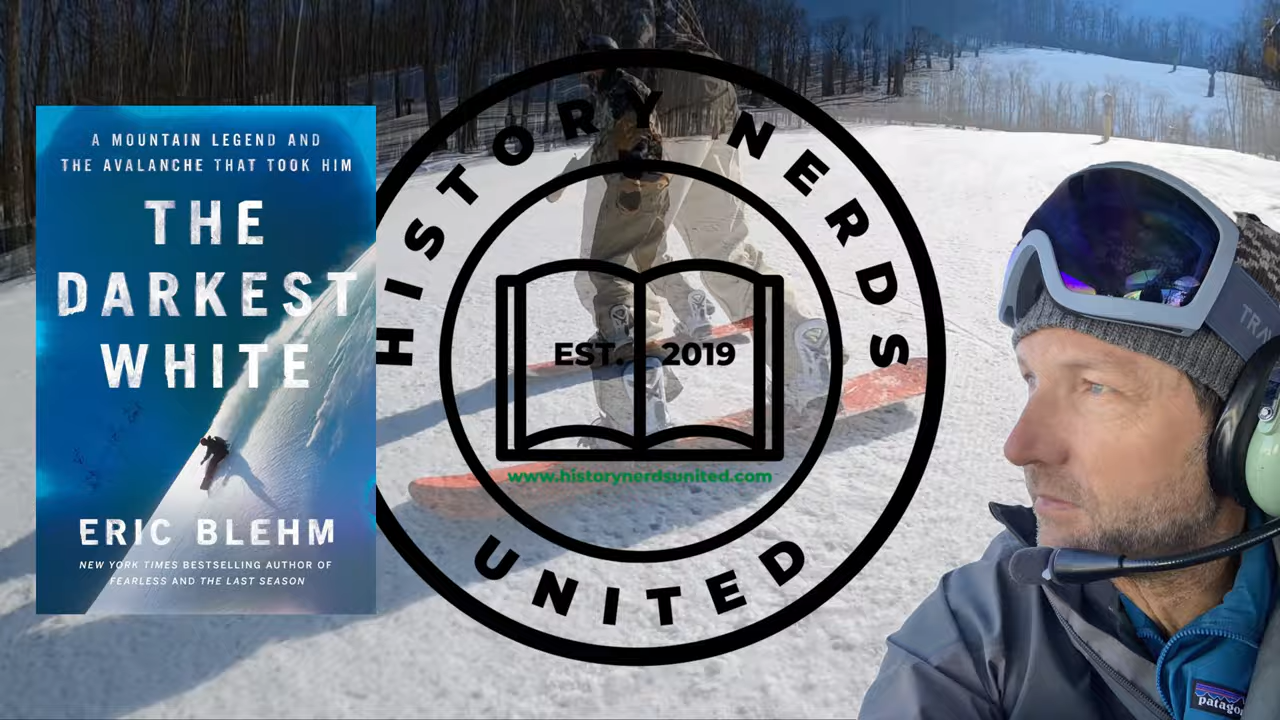 A MOUNTAIN LEGEND AND
THE AVALANCHE THAT TOOK HIM
THE
DARKEST
WHITE
ERIC BLEHM
NEW YORK TIMES BESTSELLING AUTHOR OF
FEARLESS AND THE LAST SEASON
HISTORY NERDS
EST. 2019
www.historynerdsunited.com
UNITED